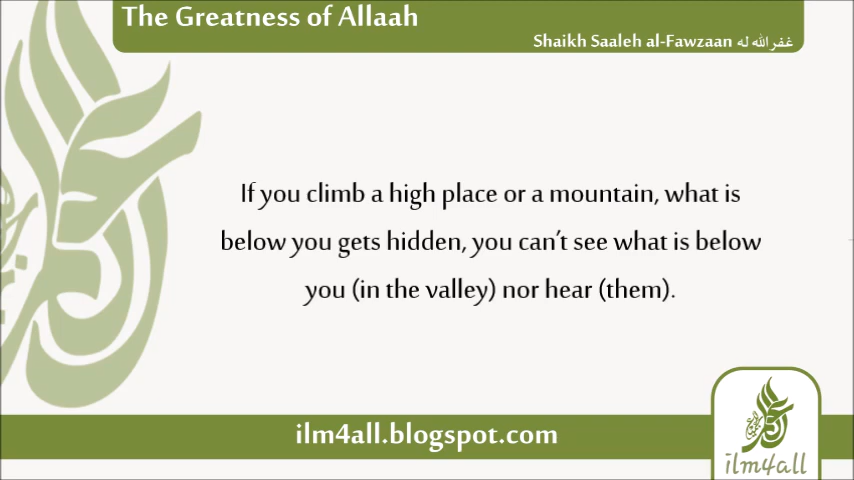 The Greatness of Allaah
Shaikh Saaleh al-Fawzaan غفر الله له
If you climb a high place or a mountain, what is
below you gets hidden, you can't see what is below
you (in the valley) nor hear (them).
ilm4all.blogspot.com
ilm4all